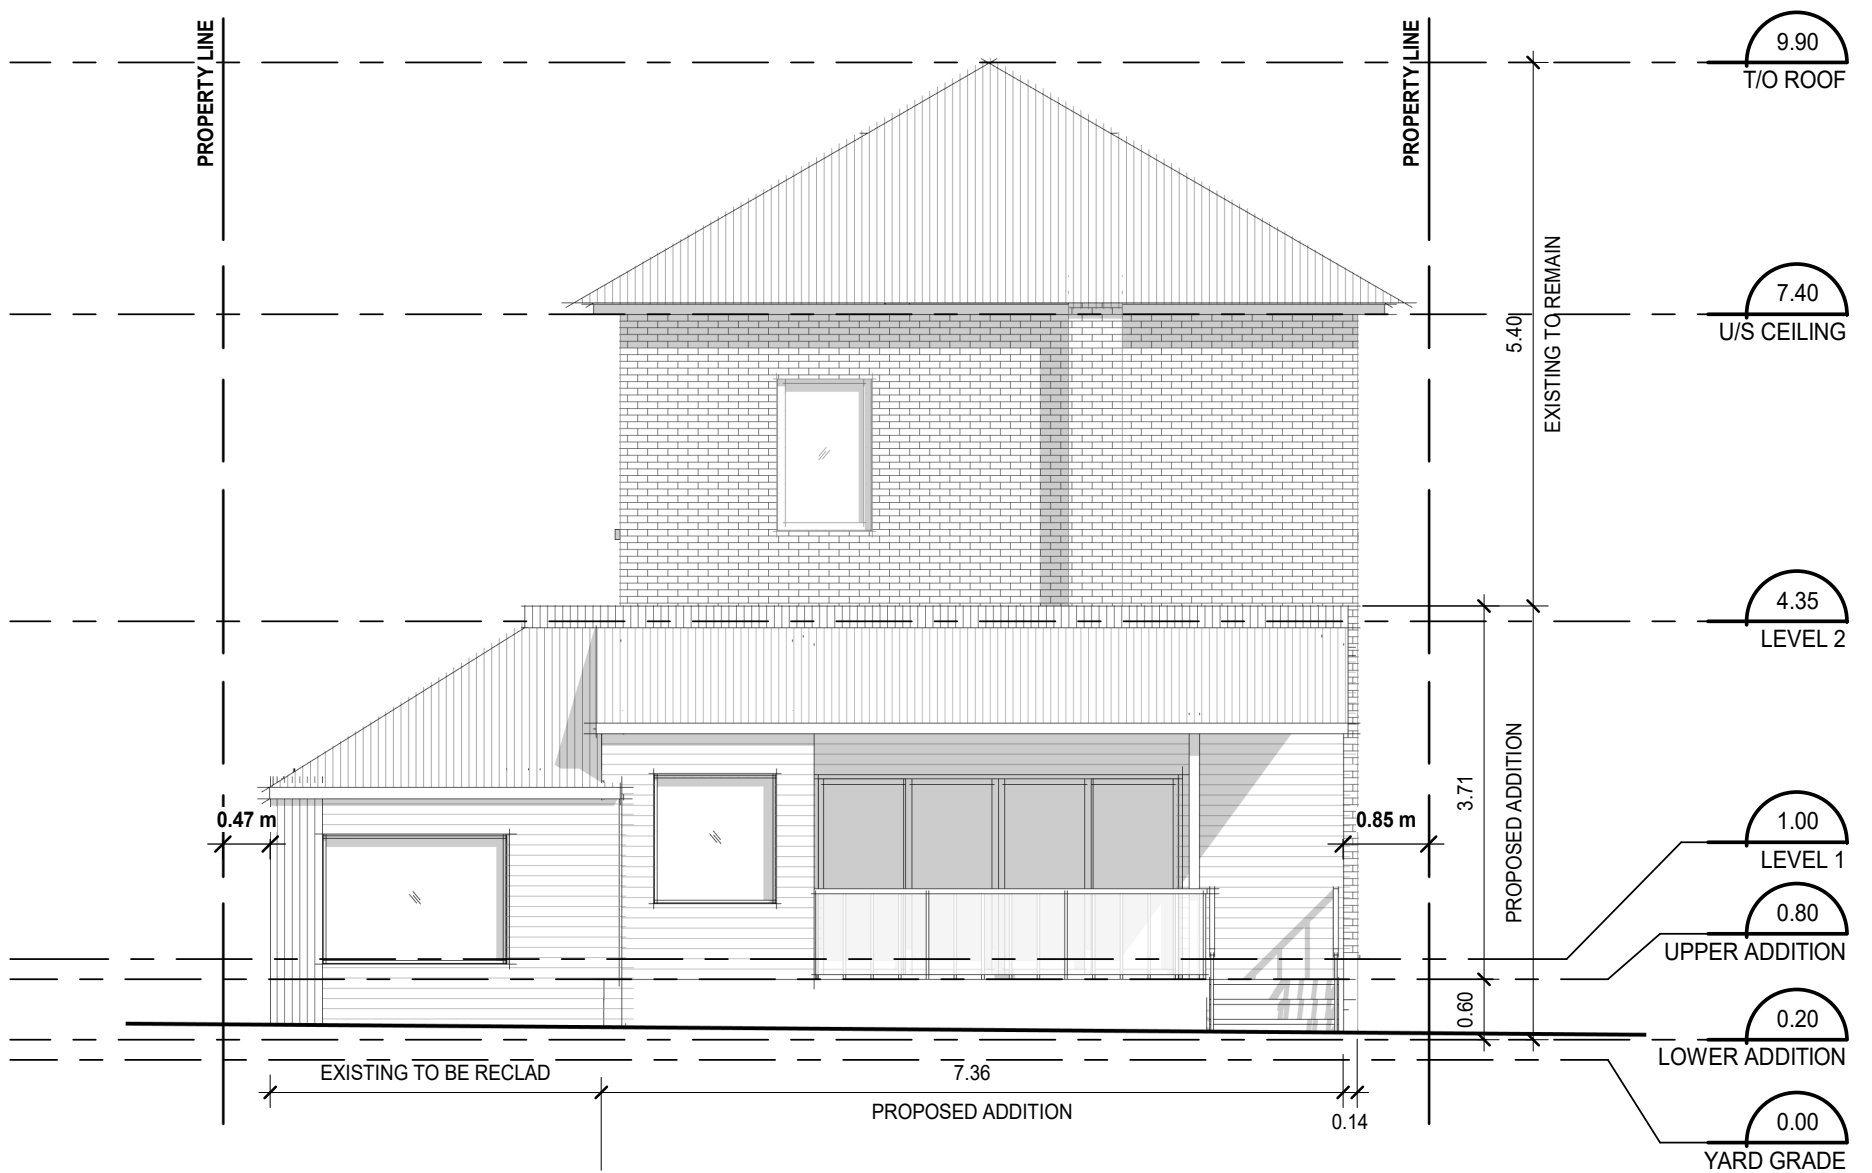 PROPERTY LINE
PROPERTY LINE
9.90
T/O ROOF
7.40
U/S CEILING
5.40
EXISTING TO REMAIN
4.35
LEVEL 2
3.71
PROPOSED ADDITION
0.47 m
0.85 m
1.00
LEVEL 1
0.80
UPPER ADDITION
0.60
0.20
LOWER ADDITION
EXISTING TO BE RECLAD
7.36
PROPOSED ADDITION
0.14
0.00
YARD GRADE